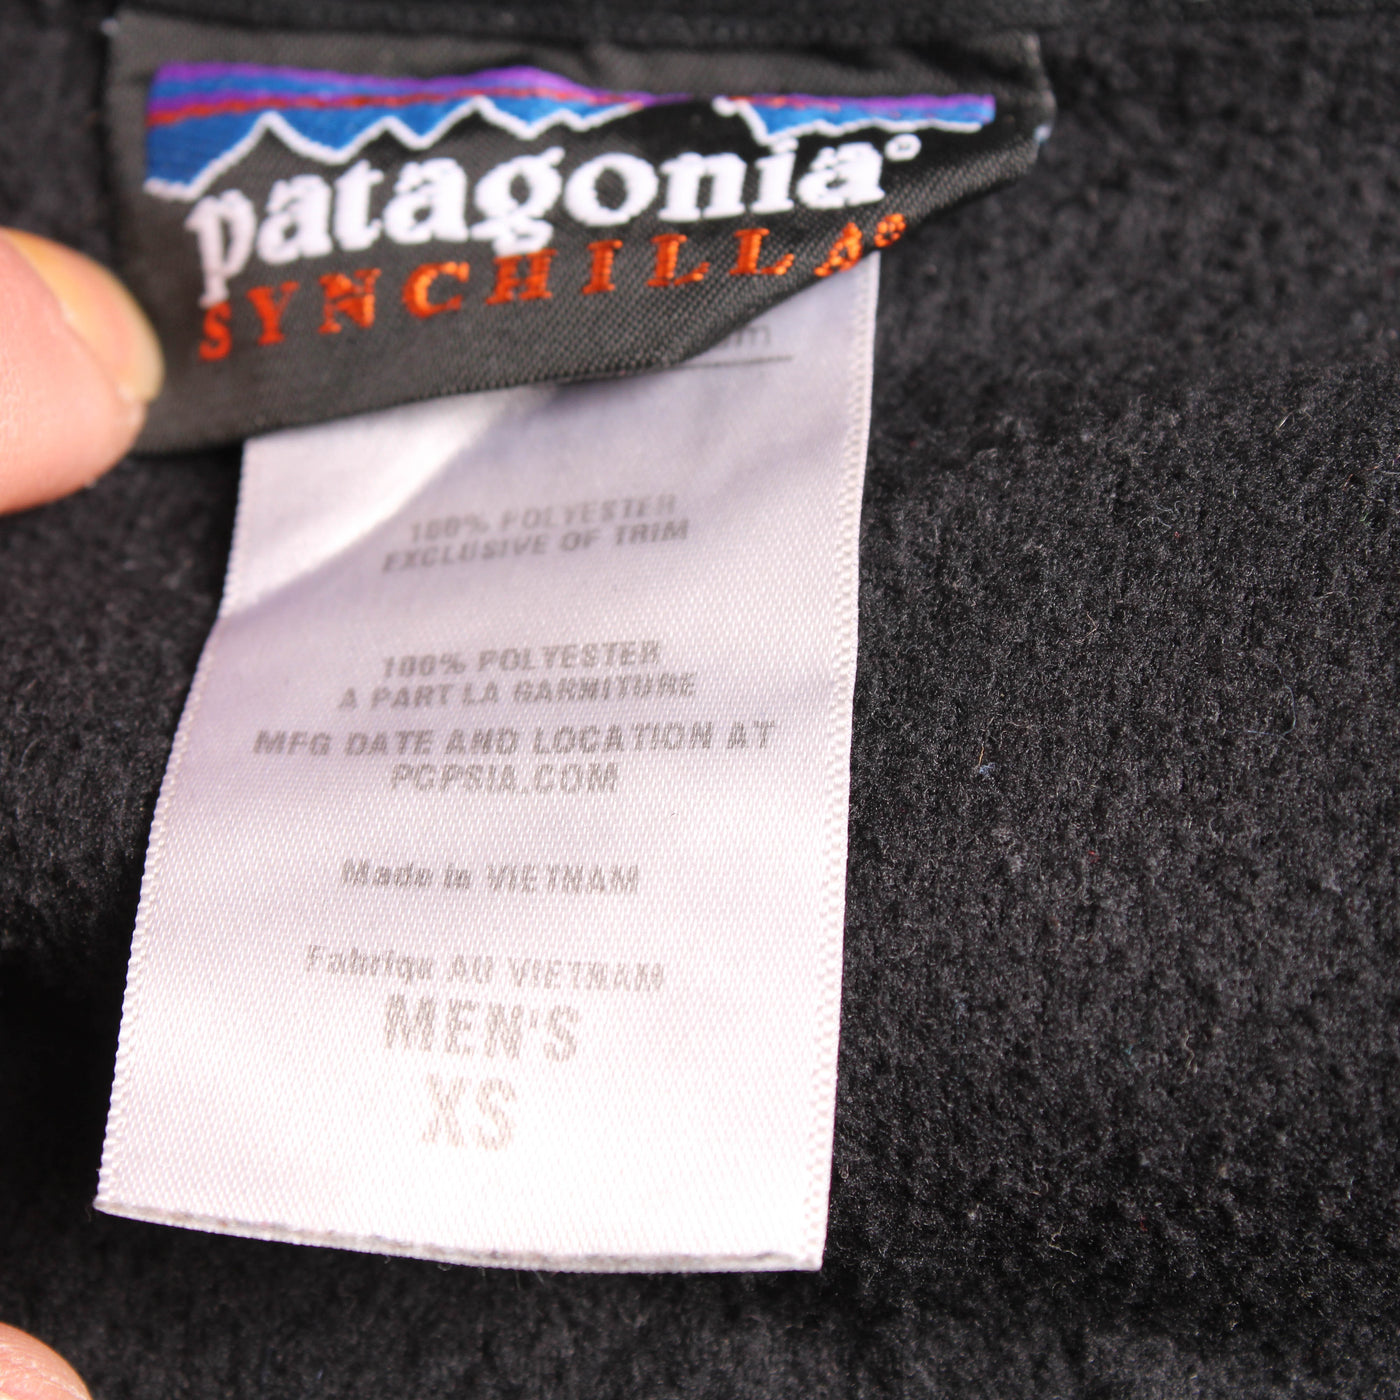 patagonia®
SYNCHILLA®
100% POLYESTER
EXCLUSIVE OF TRIM
100% POLYESTER
A PART LA GARNITURE
MFG DATE AND LOCATION AT
PCPSIA.COM
Made in VIETNAM
Fabriqu AU VIETNAM
MEN'S
XS